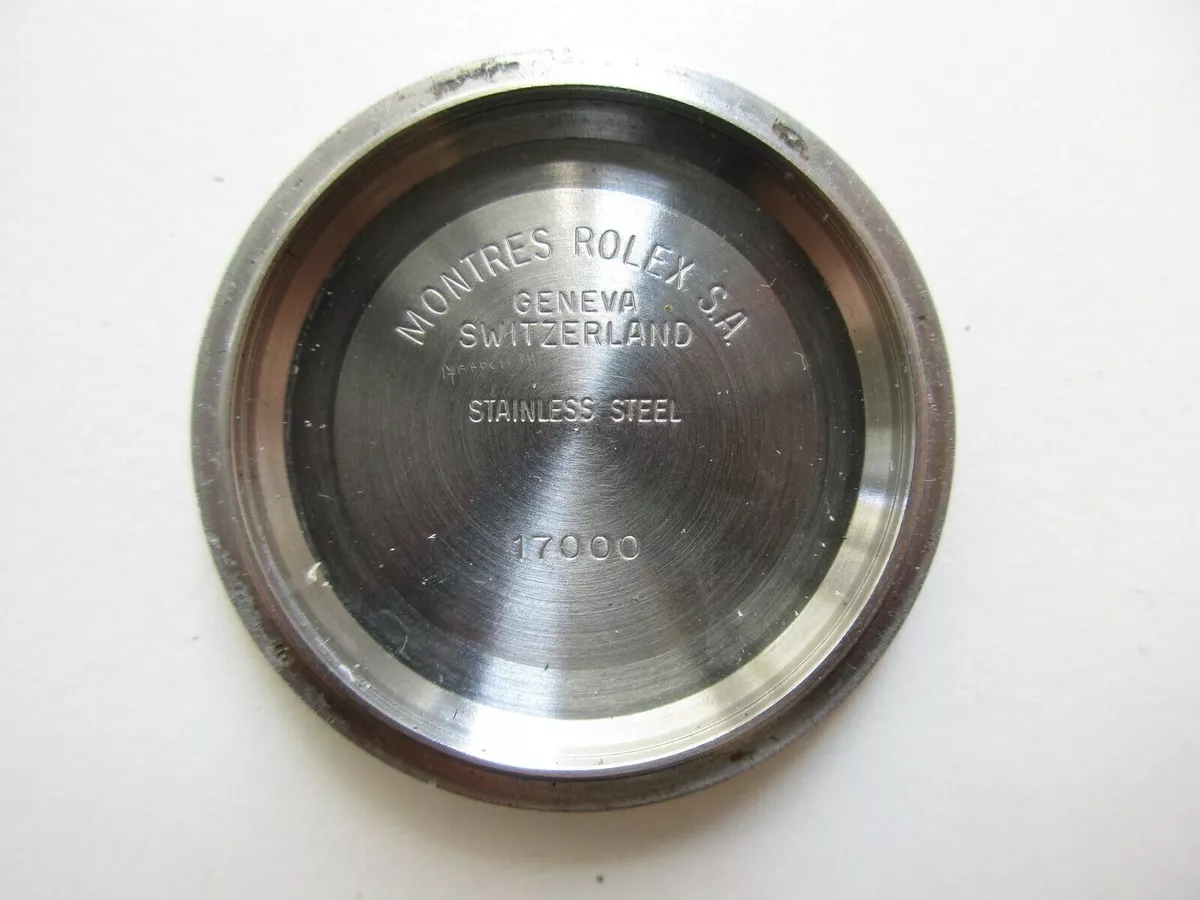 MONTRES ROLEX S.A.
GENEVA
SWITZERLAND
STAINLESS STEEL
17000